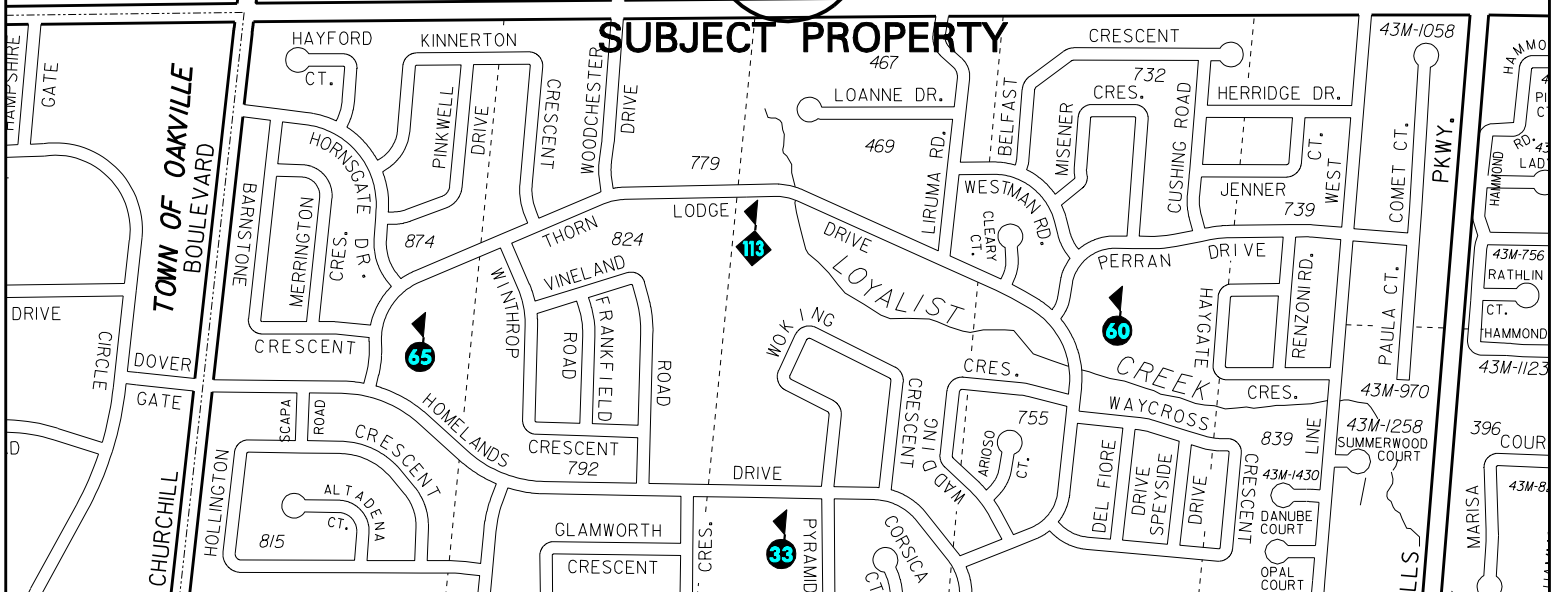 SUBJECT PROPERTY
HAMPSHIRE
GATE
HAYFORD
CT.
KINNERTON
CRESCENT
PINKWELL
DRIVE
WOODCHESTER
DRIVE
467
LOANNE DR.
469
779
LIRUMA RD.
BELFAST
CRESCENT
732
MISENER
CRES.
CUSHING ROAD
HERRIDGE DR.
CT.
JENNER
739
WEST
43M-1058
COMET CT.
PKWY.
HAMMO
HAMMOND
RD.
LAD
TOWN OF OAKVILLE
BOULEVARD
HORNSGATE DR.
BARNSTONE
MERRINGTON
CRES.
CRESCENT
874
THORN
LODGE
DRIVE
824
113
WESTMAN RD.
CLEARY
CT.
PERRAN
DRIVE
LOYALIST
CREEK
WINTHROP
VINELAND
ROAD
FRANKFIELD
ROAD
CRESCENT
792
65
60
WOKING
CRESCENT
HAYGATE
RENZONI RD.
CRES.
PAULA CT.
43M-970
43M-756
RATHLIN
CT.
HAMMOND
43M-1123
DRIVE
CIRCLE
DOVER
GATE
SCAPA
ROAD
HOMELANDS
DRIVE
CRESCENT
HOLLINGTON
ALTADENA
CT.
815
CHURCHILL
CRES.
755
WADDING
ARIOSO
CT.
WAYCROSS
CRESCENT
DEL FIORE
DRIVE
SPEYSIDE
DRIVE
839
LINE
43M-1258
SUMMERWOOD
COURT
43M-1430
DANUBE
COURT
OPAL
COURT
396
COUR
MARISA
LLS
GLAMWORTH
CRESCENT
CRES.
33
PYRAMID
CORSICA
CT